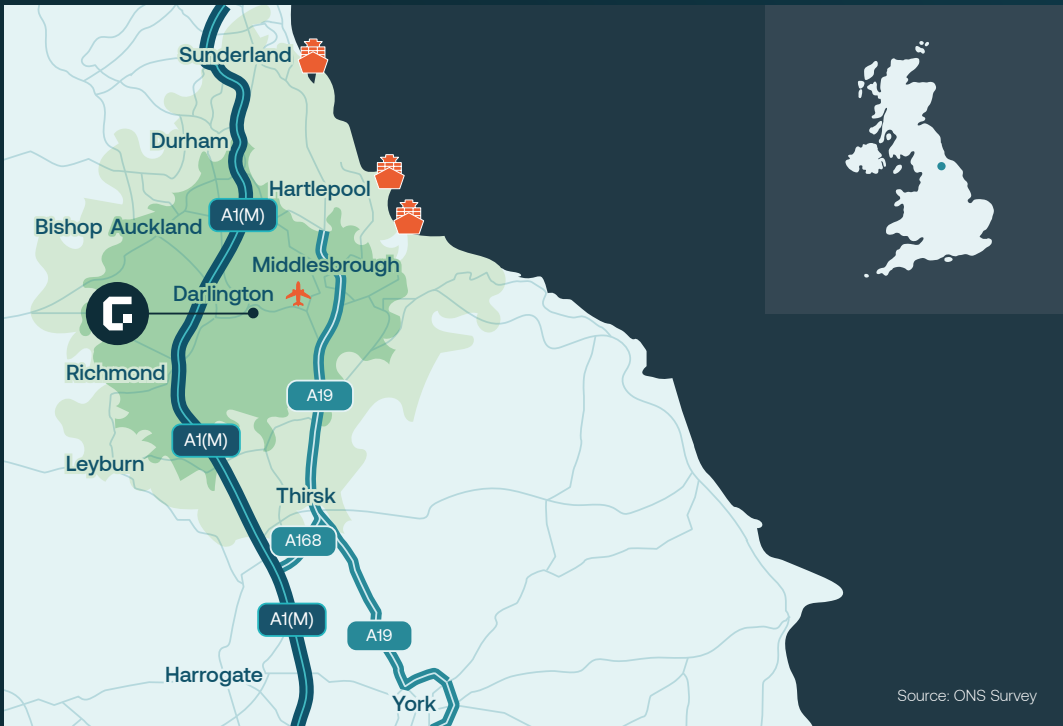 Sunderland
Durham
Hartlepool
A1(M)
Bishop Auckland
Middlesbrough
Darlington
Richmond
A19
A1(M)
Leyburn
Thirsk
A168
A1(M)
A19
Harrogate
York
Source: ONS Survey